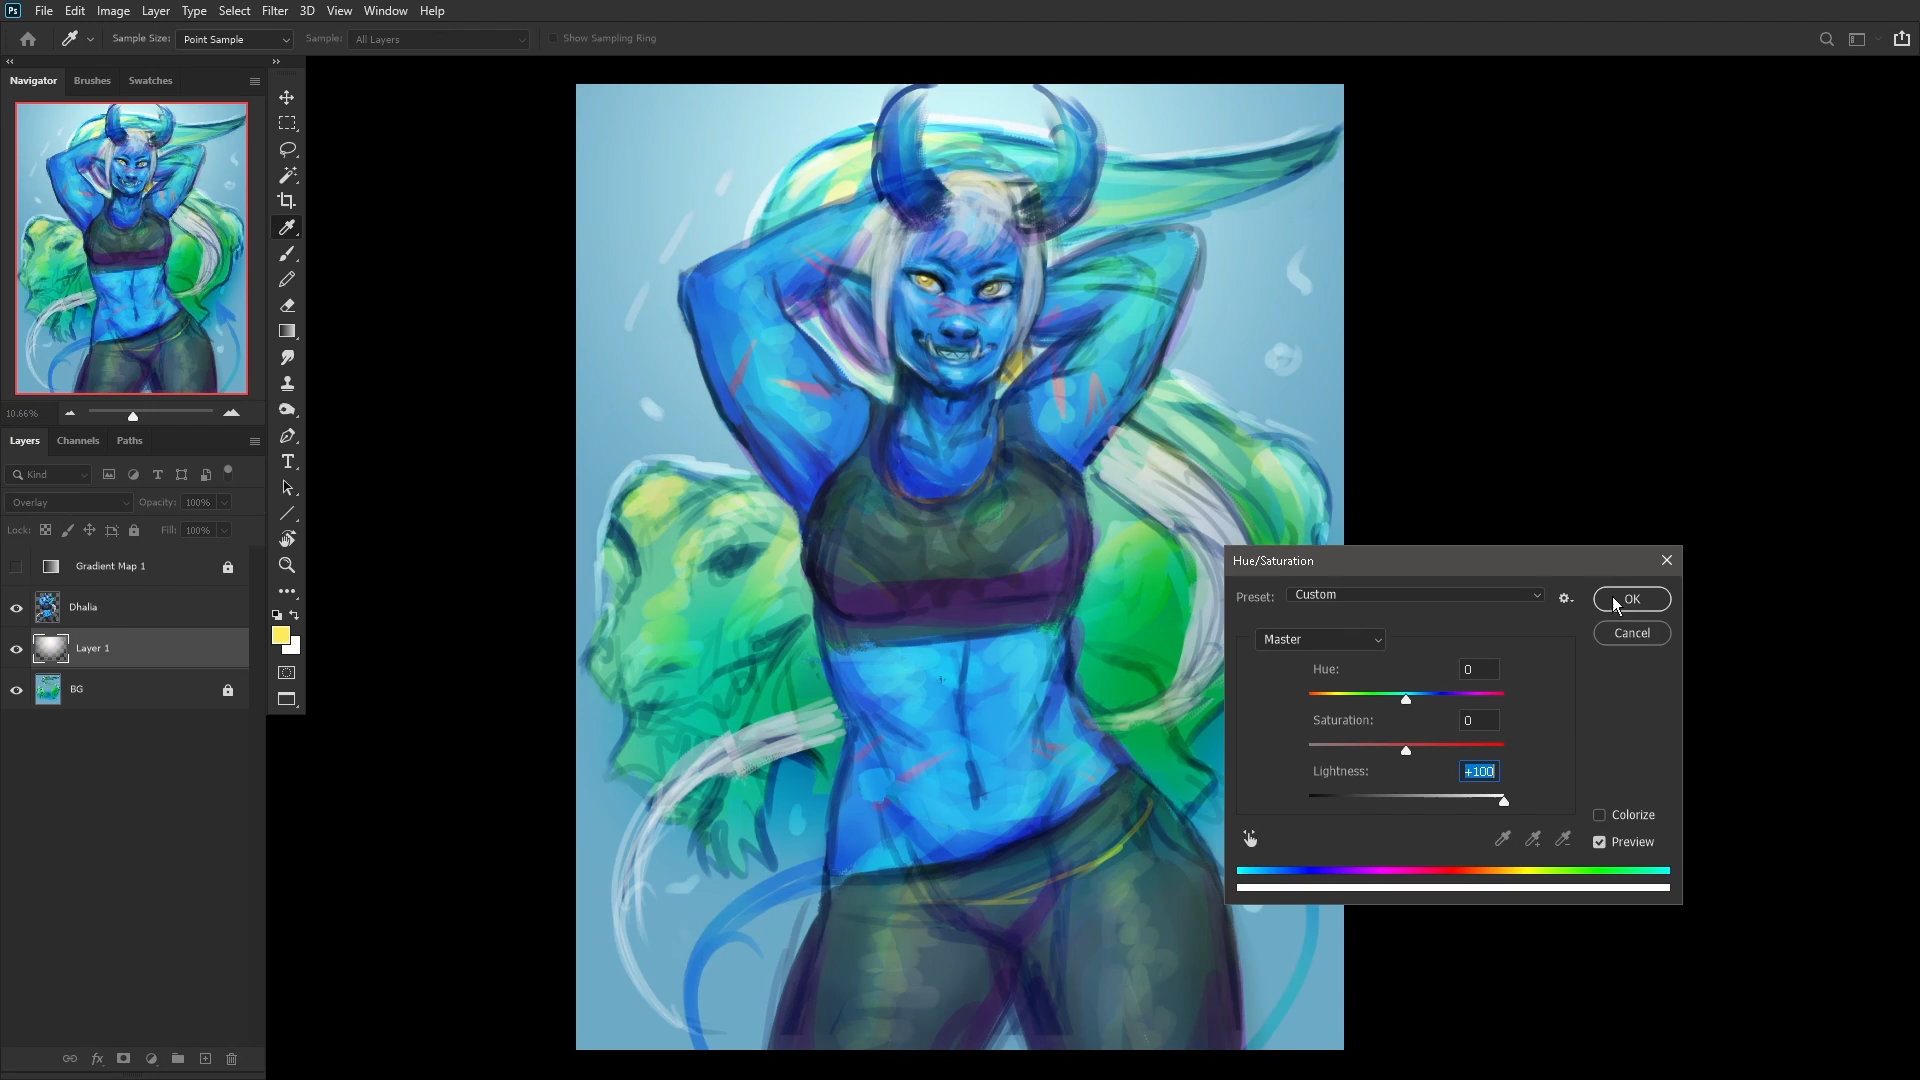 Ps File Edit Image Layer Type Select Filter 3D View Window Help
Sample Size: Point Sample Sample: All Layers Show Sampling Ring
Navigator Brushes Swatches
10.66%
Layers Channels Paths
Kind
Overlay Opacity: 100%
Lock: Fill: 100%
Gradient Map 1
Dhalia
Layer 1
BG
fx
Hue/Saturation
Preset: Custom
OK
Cancel
Master
Hue: 0
Saturation: 0
Lightness: +100
Colorize
Preview